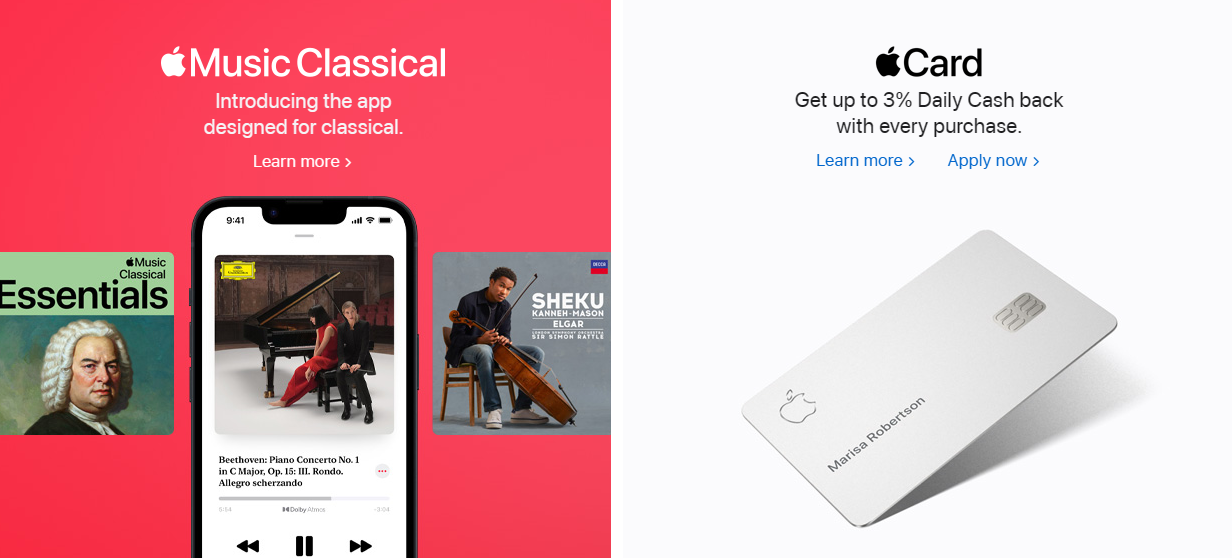 Music Classical
Introducing the app
designed for classical.
Learn more >
9:41
Music
Classical
Essentials
DECCA
SHEKU
KANNEH-MASON
ELGAR
LONDON SYMPHONY ORCHESTRA
SIR SIMON RATTLE
Beethoven: Piano Concerto No. 1
in C Major, Op. 15: III. Rondo.
Allegro scherzando
Dolby Atmos
-3:04
Card
Get up to 3% Daily Cash back
with every purchase.
Learn more >
Apply now >
Marisa Robertson